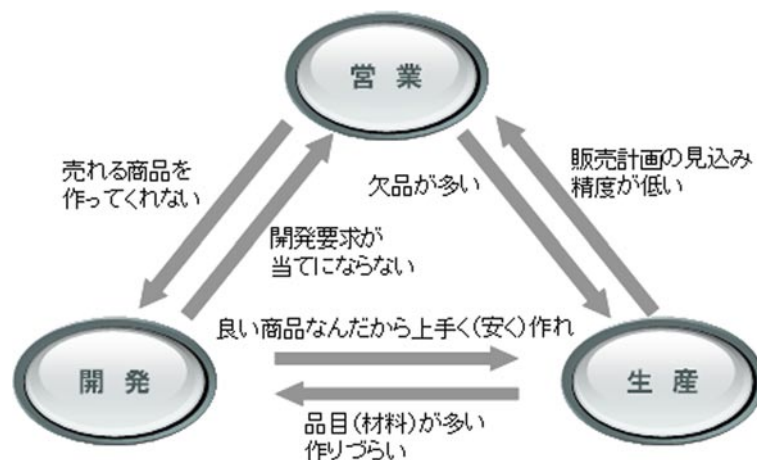 営業
売れる商品を
作ってくれない
開発要求が
当てにならない
欠品が多い
販売計画の見込み
精度が低い
良い商品なんだから上手く(安く)作れ
開発
生産
品目(材料)が多い
作りづらい